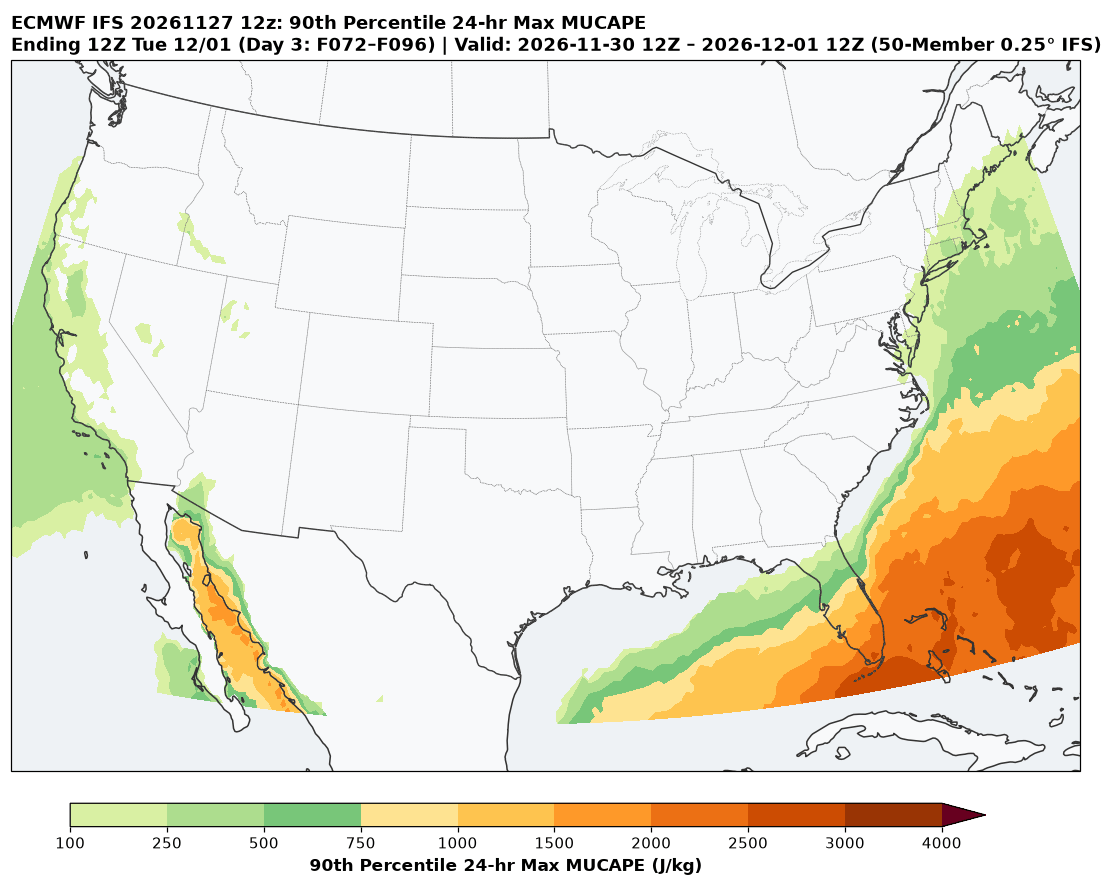 ECMWF IFS 20261127 12z: 90th Percentile 24-hr Max MUCAPE
Ending 12Z Tue 12/01 (Day 3: F072–F096) | Valid: 2026-11-30 12Z – 2026-12-01 12Z (50-Member 0.25° IFS)
100 250 500 750 1000 1500 2000 2500 3000 4000
90th Percentile 24-hr Max MUCAPE (J/kg)